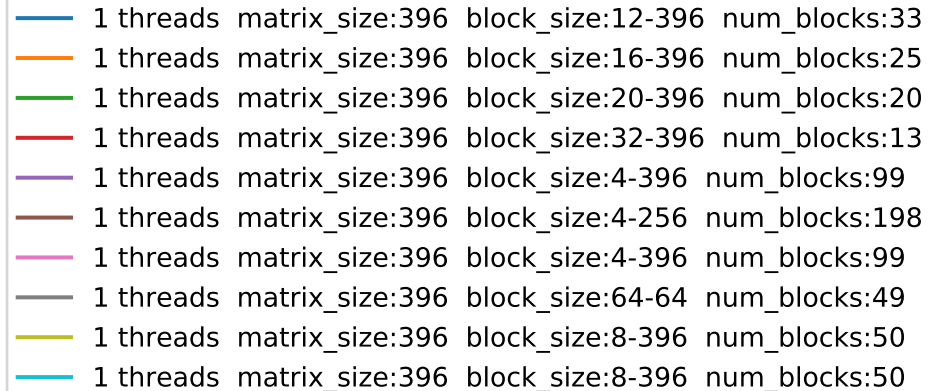 1 threads matrix_size:396 block_size:12-396 num_blocks:33
1 threads matrix_size:396 block_size:16-396 num_blocks:25
1 threads matrix_size:396 block_size:20-396 num_blocks:20
1 threads matrix_size:396 block_size:32-396 num_blocks:13
1 threads matrix_size:396 block_size:4-396 num_blocks:99
1 threads matrix_size:396 block_size:4-256 num_blocks:198
1 threads matrix_size:396 block_size:4-396 num_blocks:99
1 threads matrix_size:396 block_size:64-64 num_blocks:49
1 threads matrix_size:396 block_size:8-396 num_blocks:50
1 threads matrix_size:396 block_size:8-396 num_blocks:50